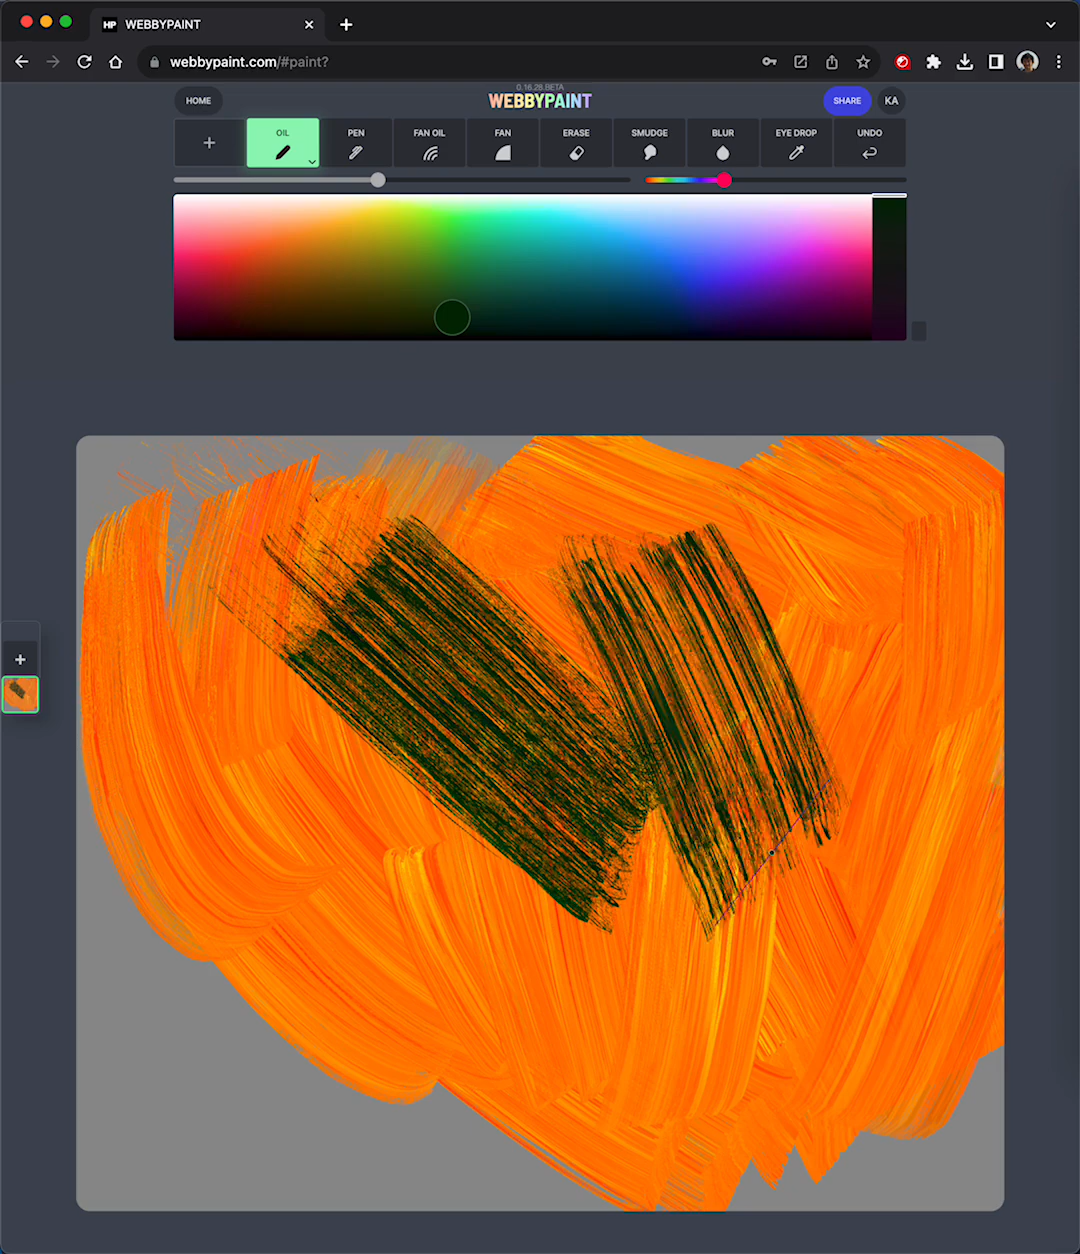 HP WEBBYPAINT
webbypaint.com/#paint?
0.16.28.BETA
HOME
WEBBYPAINT
SHARE
KA
OIL
PEN
FAN OIL
FAN
ERASE
SMUDGE
BLUR
EYE DROP
UNDO